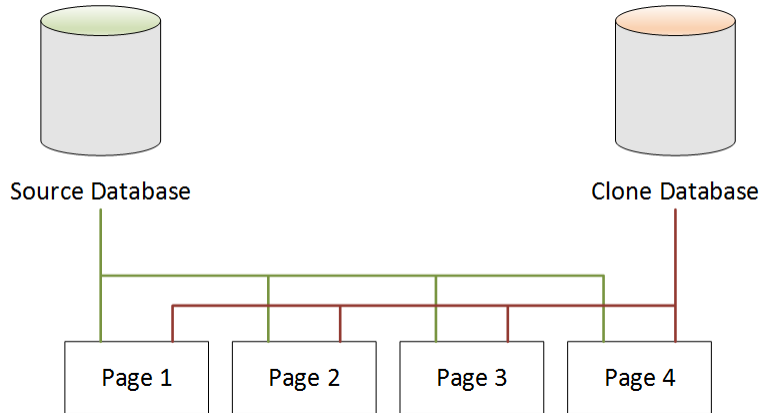 Source Database
Clone Database
Page 1
Page 2
Page 3
Page 4